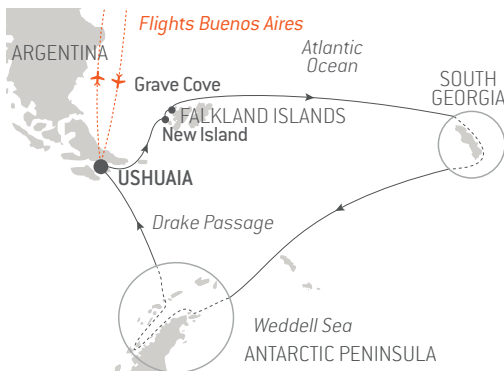 Flights Buenos Aires
ARGENTINA
Atlantic
Ocean
Grave Cove
SOUTH
GEORGIA
FALKLAND ISLANDS
New Island
USHUAIA
Drake Passage
Weddell Sea
ANTARCTIC PENINSULA